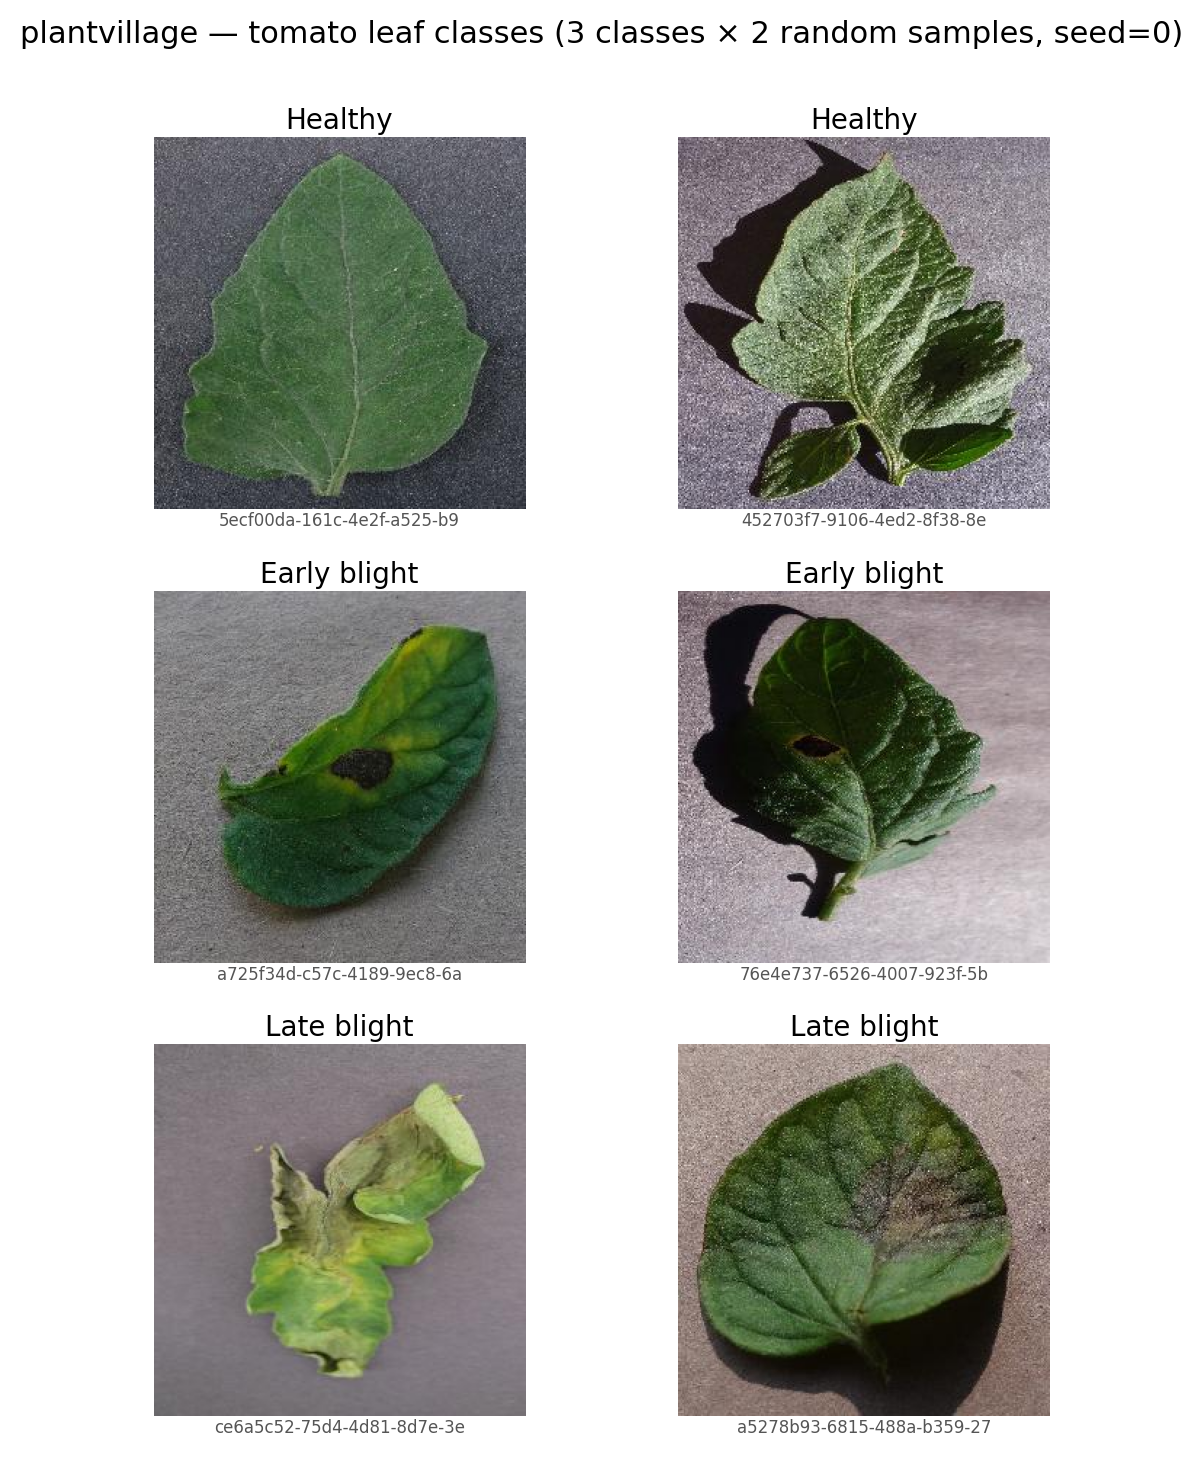 plantvillage — tomato leaf classes (3 classes × 2 random samples, seed=0)
Healthy
Healthy
5ecf00da-161c-4e2f-a525-b9
452703f7-9106-4ed2-8f38-8e
Early blight
Early blight
a725f34d-c57c-4189-9ec8-6a
76e4e737-6526-4007-923f-5b
Late blight
Late blight
ce6a5c52-75d4-4d81-8d7e-3e
a5278b93-6815-488a-b359-27